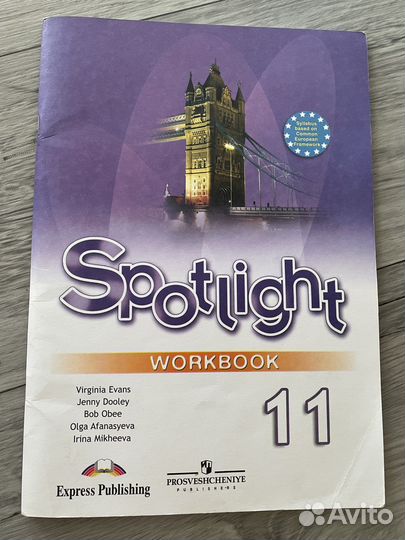 Syllabus
based on
Common
European
Framework
Spotlight
WORKBOOK
Virginia Evans
Jenny Dooley
Bob Obee
Olga Afanasyeva
Irina Mikheeva
11
Express Publishing
PROSVESHCHENIYE
PUBLISHERS
Avito